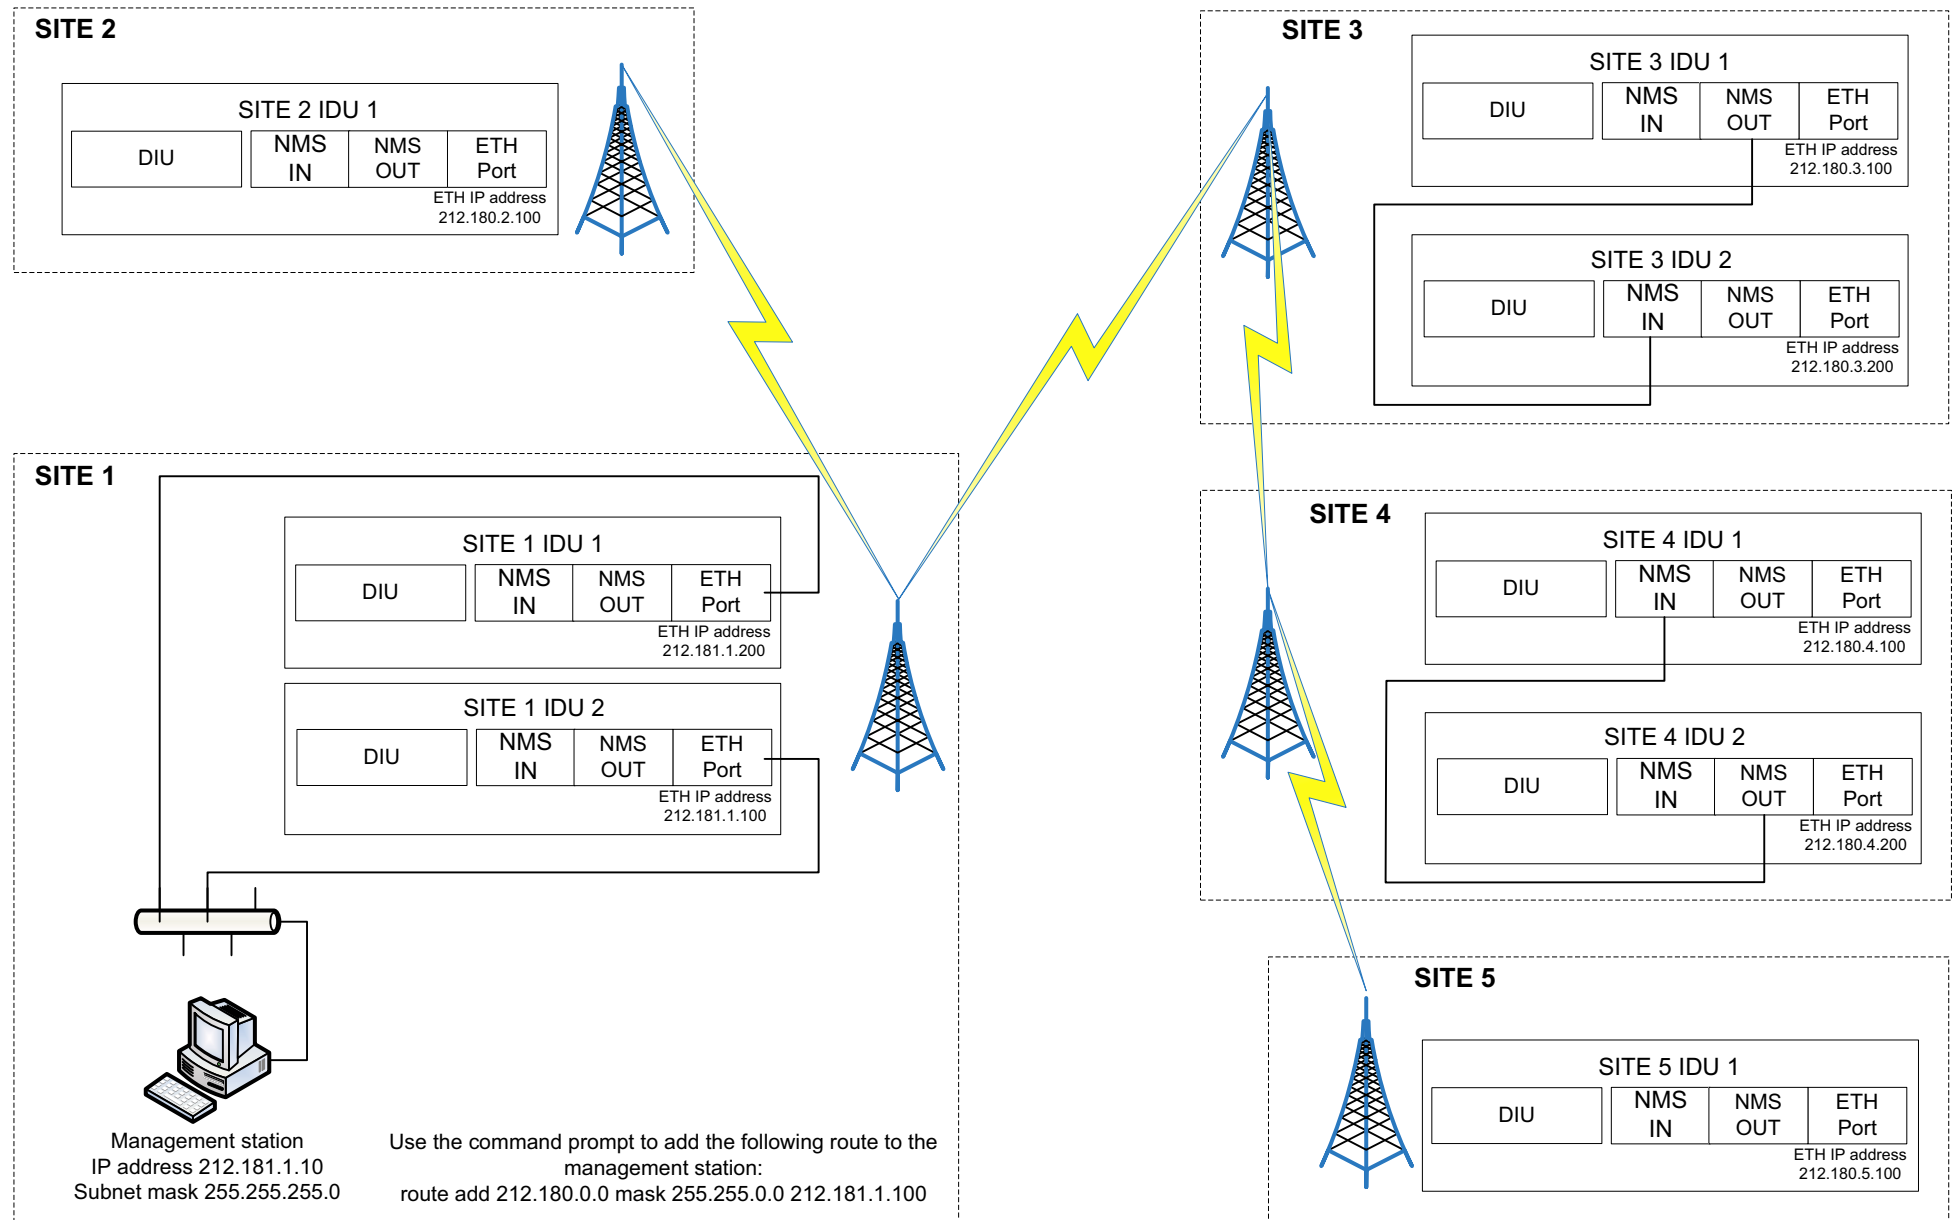 SITE 2
SITE 2 IDU 1
DIU
NMS
IN
NMS
OUT
ETH
Port
ETH IP address
212.180.2.100
SITE 3
SITE 3 IDU 1
DIU
NMS
IN
NMS
OUT
ETH
Port
ETH IP address
212.180.3.100
SITE 3 IDU 2
DIU
NMS
IN
NMS
OUT
ETH
Port
ETH IP address
212.180.3.200
SITE 1
SITE 1 IDU 1
DIU
NMS
IN
NMS
OUT
ETH
Port
ETH IP address
212.181.1.200
SITE 1 IDU 2
DIU
NMS
IN
NMS
OUT
ETH
Port
ETH IP address
212.181.1.100
Management station
IP address 212.181.1.10
Subnet mask 255.255.255.0
Use the command prompt to add the following route to the
management station:
route add 212.180.0.0 mask 255.255.0.0 212.181.1.100
SITE 4
SITE 4 IDU 1
DIU
NMS
IN
NMS
OUT
ETH
Port
ETH IP address
212.180.4.100
SITE 4 IDU 2
DIU
NMS
IN
NMS
OUT
ETH
Port
ETH IP address
212.180.4.200
SITE 5
SITE 5 IDU 1
DIU
NMS
IN
NMS
OUT
ETH
Port
ETH IP address
212.180.5.100